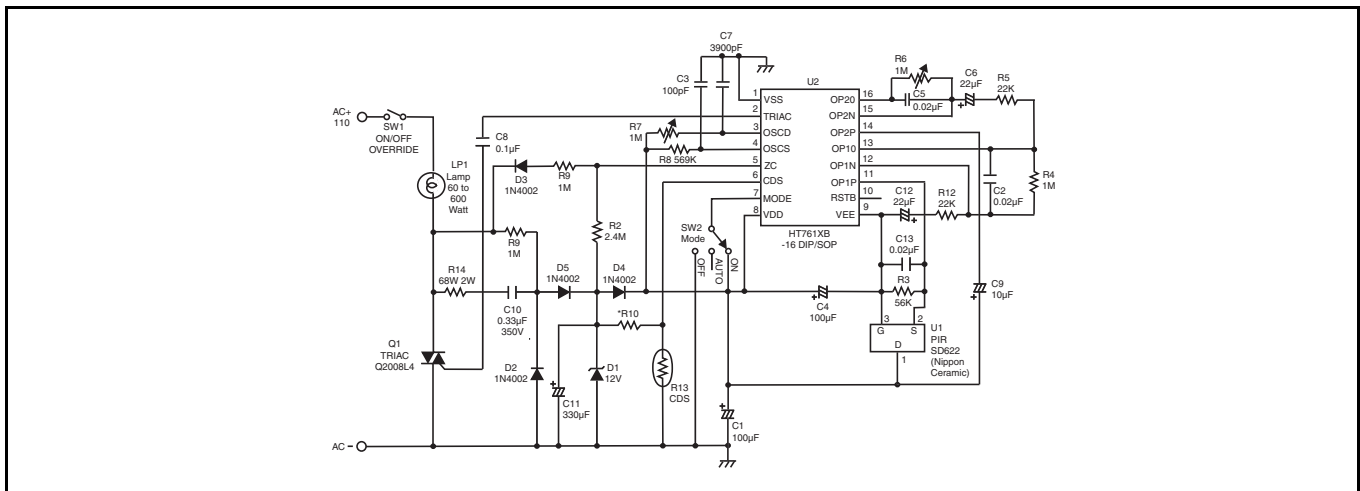 C7
3900pF
C3
100pF
U2
R6
1M
C5
0.02µF
C6
22µF
R5
22K
AC+
110
SW1
ON/OFF
OVERRIDE
C8
0.1µF
R7
1M
R8 569K
1
VSS
2
TRIAC
3
OSCD
4
OSCS
5
ZC
6
CDS
7
MODE
8
VDD
16
OP20
15
OP2N
14
OP2P
13
OP10
12
OP1N
11
OP1P
10
RSTB
9
VEE
HT761XB
-16 DIP/SOP
LP1
Lamp
60 to
600
Watt
D3
1N4002
R9
1M
R2
2.4M
SW2
Mode
OFF
AUTO
ON
C12
22µF
R12
22K
C2
0.02µF
R4
1M
R9
1M
R14
68W 2W
C10
0.33µF
350V
D5
1N4002
D4
1N4002
C13
0.02µF
R3
56K
C4
100µF
C9
10µF
*R10
3
G
2
S
D
1
U1
PIR
SD622
(Nippon
Ceramic)
Q1
TRIAC
Q2008L4
D2
1N4002
C11
330µF
D1
12V
R13
CDS
C1
100µF
AC -